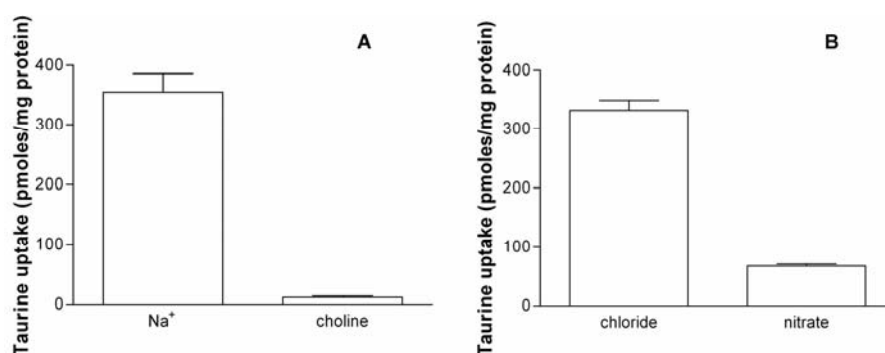 A
Taurine uptake (pmoles/mg protein)
400
300
200
100
0
Na⁺
choline
B
Taurine uptake (pmoles/mg protein)
400
300
200
100
0
chloride
nitrate